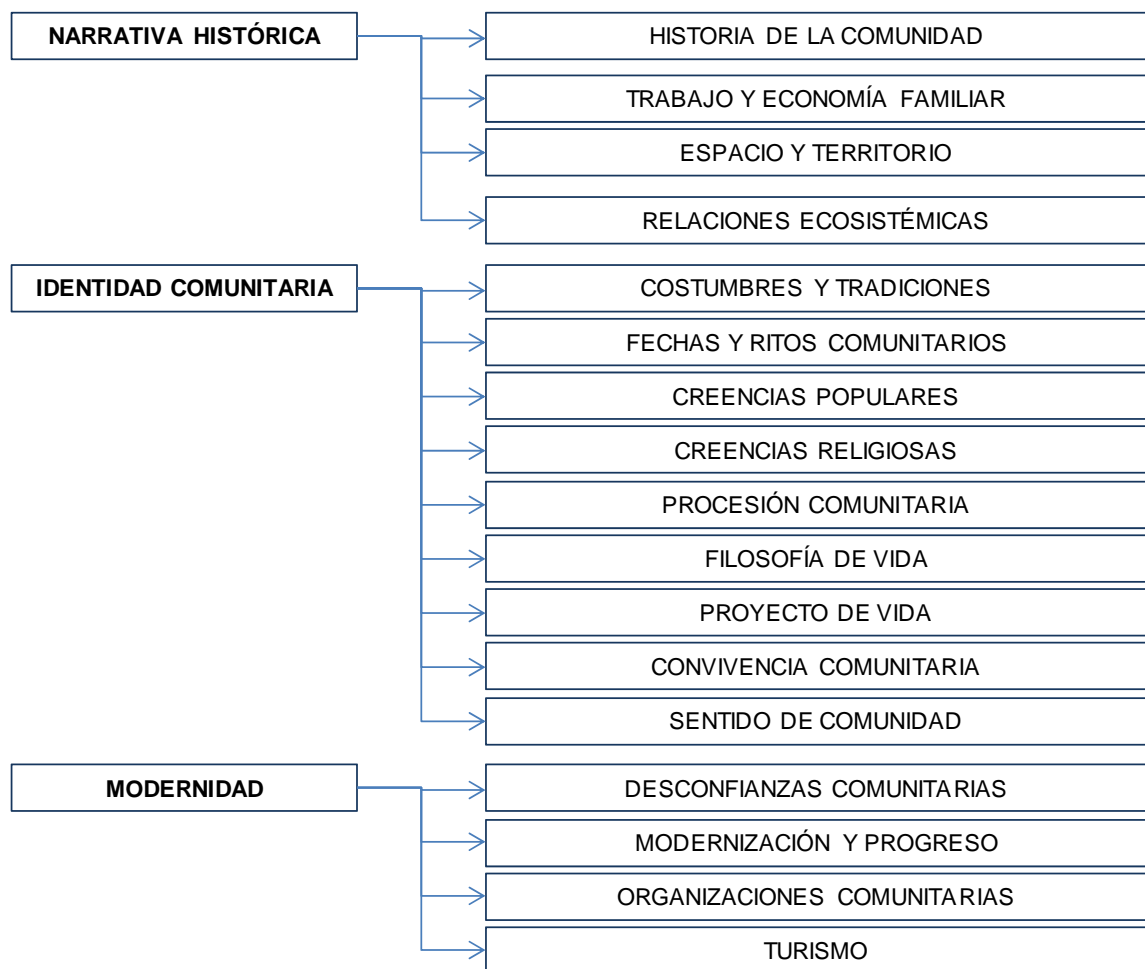 NARRATIVA HISTÓRICA
HISTORIA DE LA COMUNIDAD
TRABAJO Y ECONOMÍA FAMILIAR
ESPACIO Y TERRITORIO
RELACIONES ECOSISTÉMICAS
IDENTIDAD COMUNITARIA
COSTUMBRES Y TRADICIONES
FECHAS Y RITOS COMUNITARIOS
CREENCIAS POPULARES
CREENCIAS RELIGIOSAS
PROCESIÓN COMUNITARIA
FILOSOFÍA DE VIDA
PROYECTO DE VIDA
CONVIVENCIA COMUNITARIA
SENTIDO DE COMUNIDAD
MODERNIDAD
DESCONFIANZAS COMUNITARIAS
MODERNIZACIÓN Y PROGRESO
ORGANIZACIONES COMUNITARIAS
TURISMO